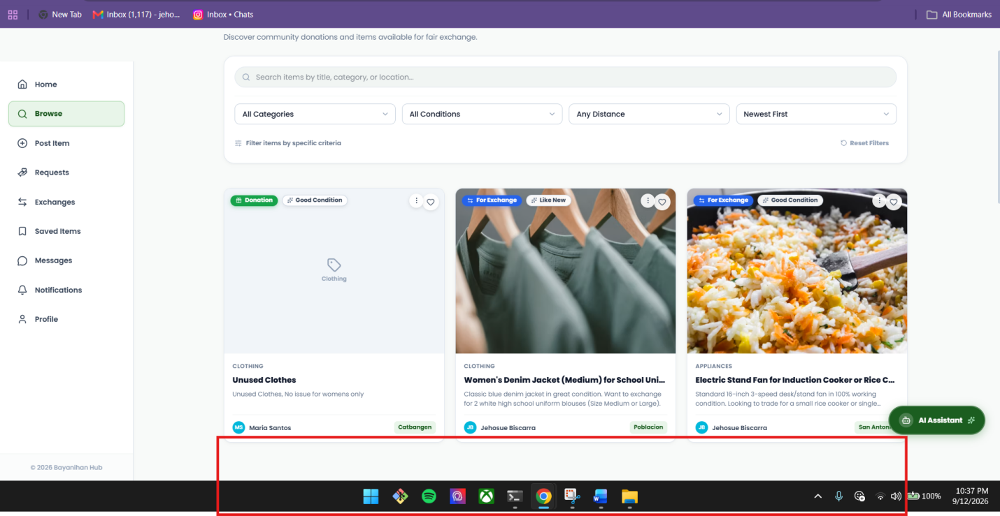 New Tab
Inbox (1,117) - jeho...
Inbox • Chats
All Bookmarks
Discover community donations and items available for fair exchange.
Home
Browse
Post Item
Requests
Exchanges
Saved Items
Messages
Notifications
Profile
© 2026 Bayanihan Hub
Search items by title, category, or location...
All Categories
All Conditions
Any Distance
Newest First
Filter items by specific criteria
Reset Filters
Donation
Good Condition
Clothing
CLOTHING
Unused Clothes
Unused Clothes, No issue for womens only
MS
Maria Santos
Catbangen
For Exchange
Like New
CLOTHING
Women's Denim Jacket (Medium) for School Uni...
Classic blue denim jacket in great condition. Want to exchange
for 2 white high school uniform blouses (Size Medium or Large).
JB
Jehosue Biscarra
Poblacion
For Exchange
Good Condition
APPLIANCES
Electric Stand Fan for Induction Cooker or Rice C...
Standard 16-inch 3-speed desk/stand fan in 100% working
condition. Looking to trade for a small rice cooker or single...
JB
Jehosue Biscarra
San Antoni
AI Assistant
100%
10:37 PM
9/12/2026